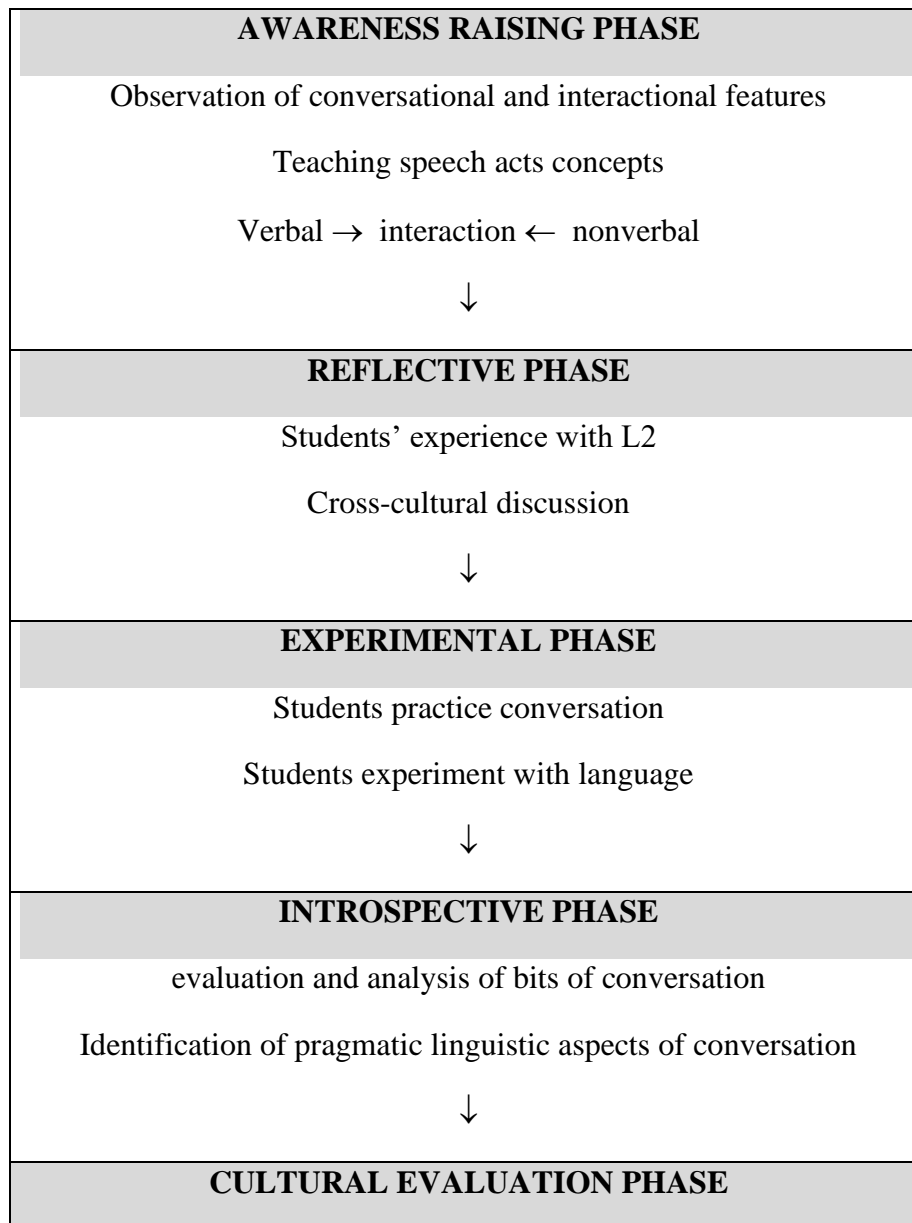 AWARENESS RAISING PHASE
Observation of conversational and interactional features
Teaching speech acts concepts
Verbal → interaction ← nonverbal
↓
REFLECTIVE PHASE
Students’ experience with L2
Cross-cultural discussion
↓
EXPERIMENTAL PHASE
Students practice conversation
Students experiment with language
↓
INTROSPECTIVE PHASE
evaluation and analysis of bits of conversation
Identification of pragmatic linguistic aspects of conversation
↓
CULTURAL EVALUATION PHASE